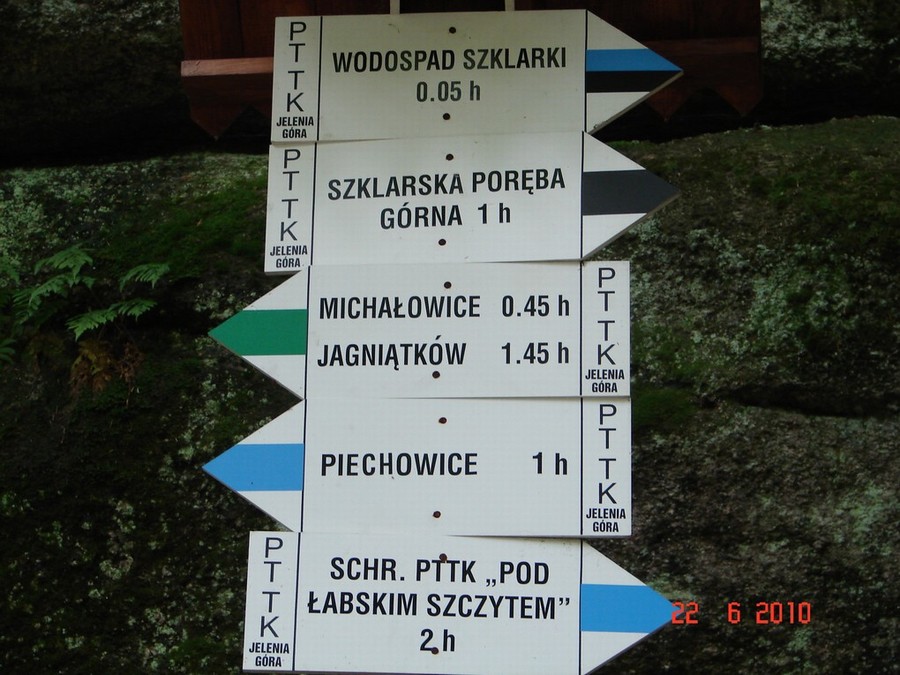 PTTK
JELENIA
GÓRA
WODOSPAD SZKLARKI
0.05 h
PTTK
JELENIA
GÓRA
SZKLARSKA PORĘBA
GÓRNA 1 h
MICHAŁOWICE 0.45 h
JAGNIĄTKÓW 1.45 h
PTTK
JELENIA
GÓRA
PIECHOWICE 1 h
PTTK
JELENIA
GÓRA
PTTK
JELENIA
GÓRA
SCHR. PTTK „POD
ŁABSKIM SZCZYTEM”
2 h
22 6 2010